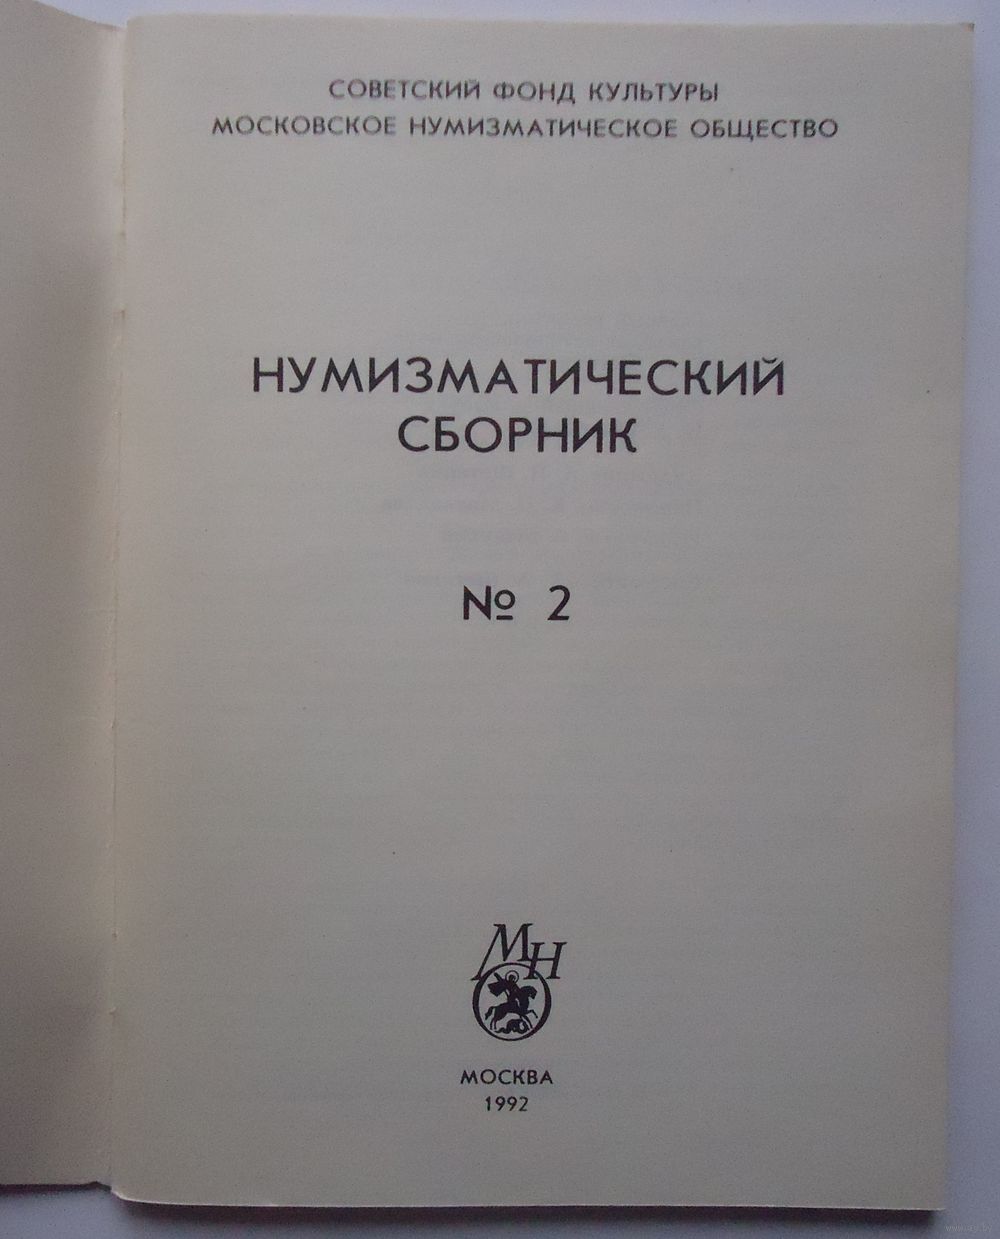 СОВЕТСКИЙ ФОНД КУЛЬТУРЫ
МОСКОВСКОЕ НУМИЗМАТИЧЕСКОЕ ОБЩЕСТВО
НУМИЗМАТИЧЕСКИЙ
СБОРНИК
№ 2
МН
МОСКВА
1992